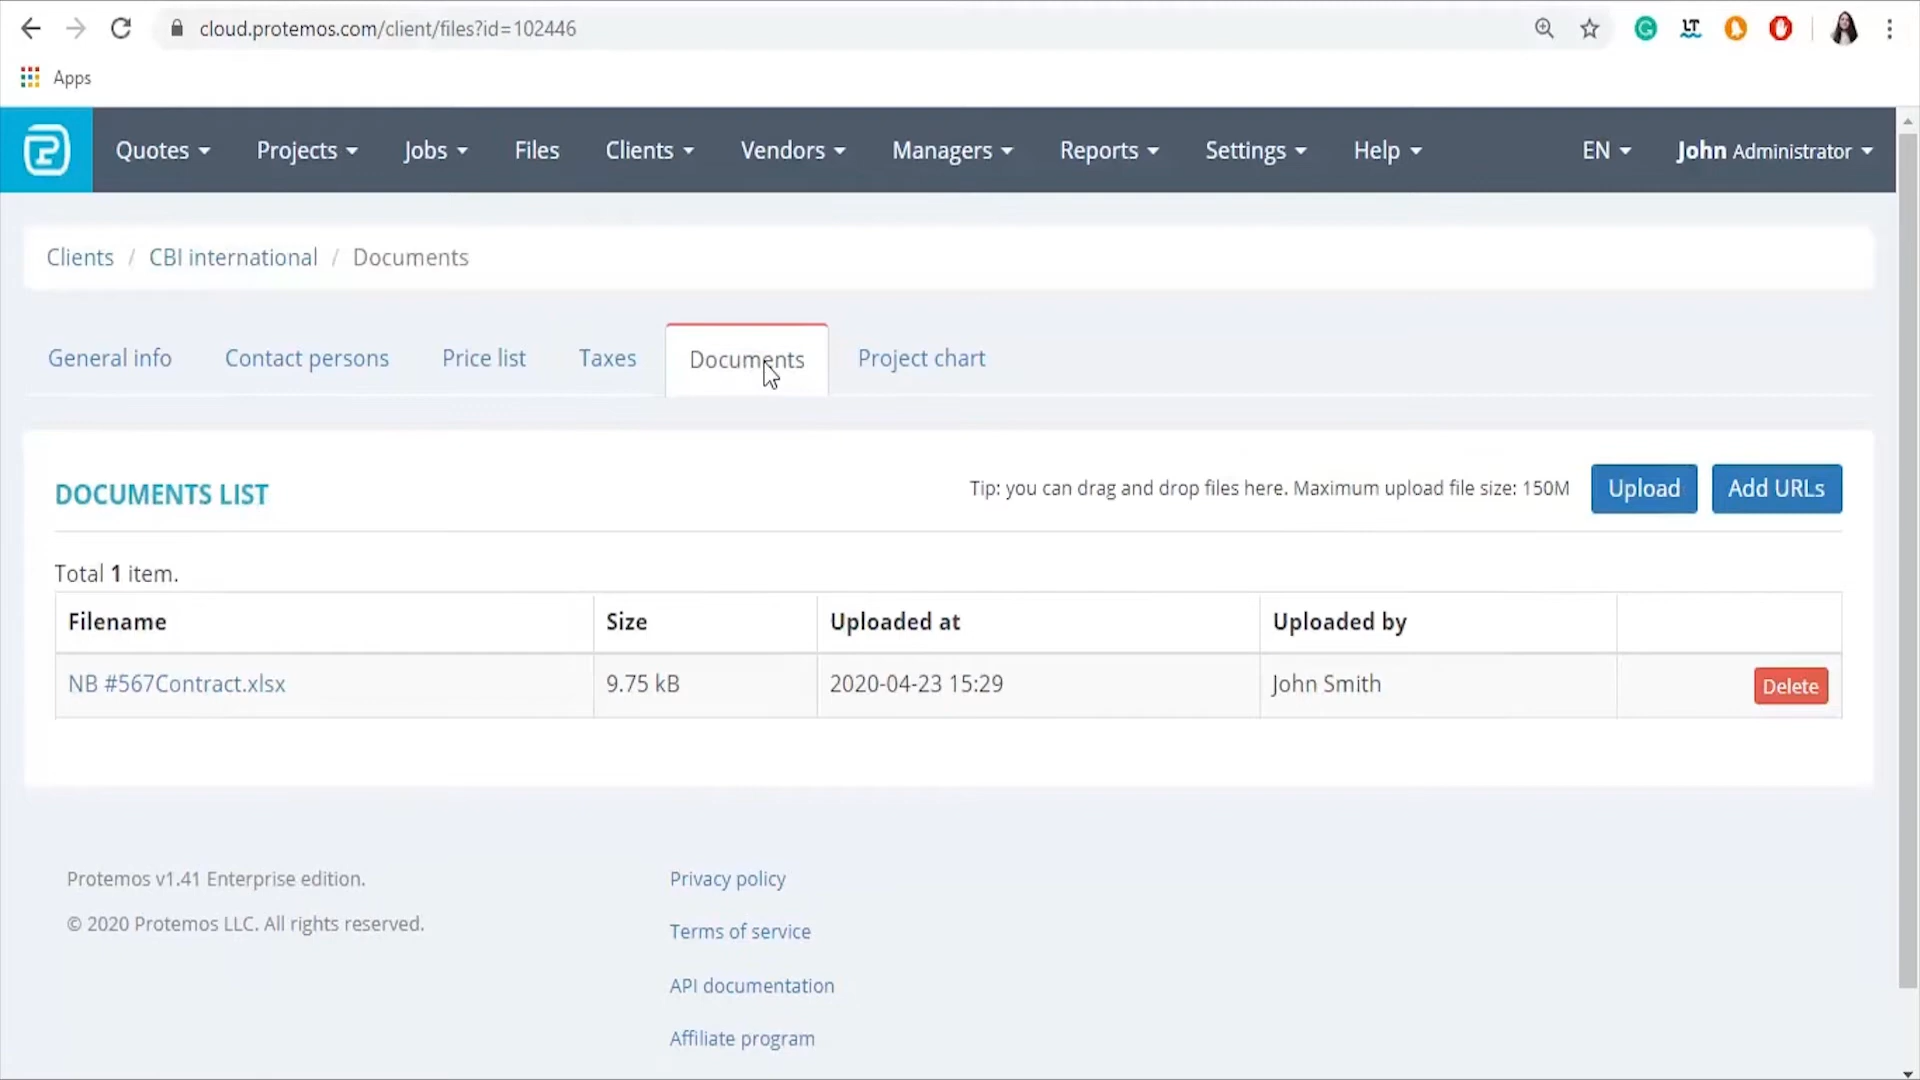 cloud.protemos.com/client/files?id=102446
Apps
Quotes Projects Jobs Files Clients Vendors Managers Reports Settings Help EN John Administrator
Clients / CBI international / Documents
General info Contact persons Price list Taxes Documents Project chart
DOCUMENTS LIST Tip: you can drag and drop files here. Maximum upload file size: 150M Upload Add URLs
Total 1 item.
Filename Size Uploaded at Uploaded by
NB #567Contract.xlsx 9.75 kB 2020-04-23 15:29 John Smith Delete
Protemos v1.41 Enterprise edition. Privacy policy
© 2020 Protemos LLC. All rights reserved. Terms of service
API documentation
Affiliate program